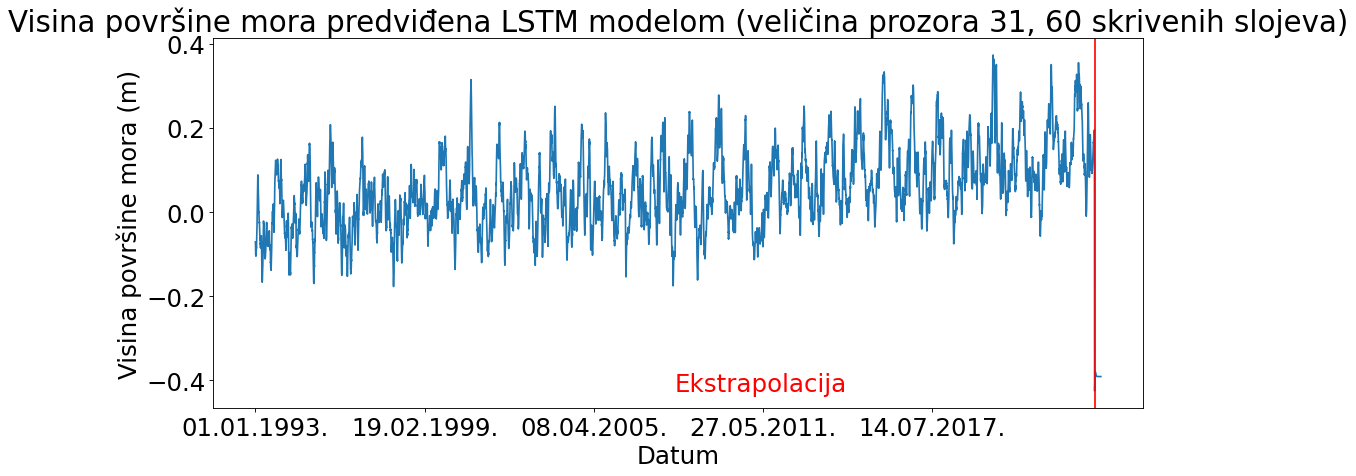 Visina površine mora predviđena LSTM modelom (veličina prozora 31, 60 skrivenih slojeva)
Visina površine mora (m)
0.4
0.2
0.0
−0.2
−0.4
Ekstrapolacija
01.01.1993. 19.02.1999. 08.04.2005. 27.05.2011. 14.07.2017.
Datum